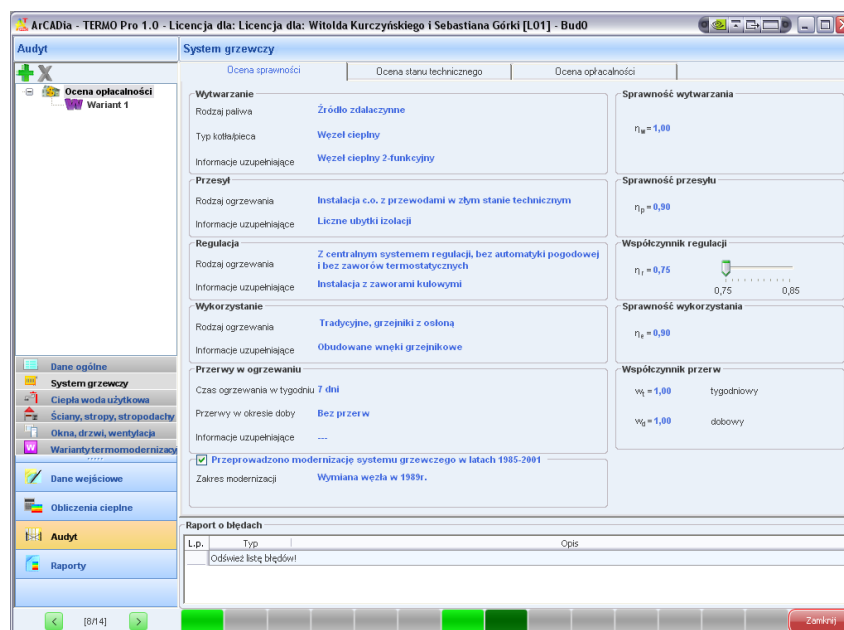 ArCADia - TERMO Pro 1.0 - Licencja dla: Licencja dla: Witolda Kurczyńskiego i Sebastiana Górki [L01] - Bud0
Audyt
System grzewczy
Ocena opłacalności
Wariant 1
Ocena sprawności
Ocena stanu technicznego
Ocena opłacalności
Wytwarzanie
Rodzaj paliwa
Źródło zdalaczynne
Typ kotła/pieca
Węzeł cieplny
Informacje uzupełniające
Węzeł cieplny 2-funkcyjny
Sprawność wytwarzania
ηw = 1,00
Przesył
Rodzaj ogrzewania
Instalacja c.o. z przewodami w złym stanie technicznym
Informacje uzupełniające
Liczne ubytki izolacji
Sprawność przesyłu
ηp = 0,90
Regulacja
Rodzaj ogrzewania
Z centralnym systemem regulacji, bez automatyki pogodowej
i bez zaworów termostatycznych
Informacje uzupełniające
Instalacja z zaworami kulowymi
Współczynnik regulacji
ηr = 0,75
0,75 0,85
Wykorzystanie
Rodzaj ogrzewania
Tradycyjne, grzejniki z osłoną
Informacje uzupełniające
Obudowane wnęki grzejnikowe
Sprawność wykorzystania
ηe = 0,90
Przerwy w ogrzewaniu
Czas ogrzewania w tygodniu 7 dni
Przerwy w okresie doby
Bez przerw
Informacje uzupełniające
---
Współczynnik przerw
wt = 1,00 tygodniowy
wd = 1,00 dobowy
Przeprowadzono modernizację systemu grzewczego w latach 1985-2001
Zakres modernizacji
Wymiana węzła w 1989r.
Dane ogólne
System grzewczy
Ciepła woda użytkowa
Ściany, stropy, stropodachy
Okna, drzwi, wentylacja
Warianty termomodernizacy
Dane wejściowe
Obliczenia cieplne
Audyt
Raporty
Raport o błędach
L.p. Typ Opis
Odśwież listę błędów!
< [8/14] >
Zamknij